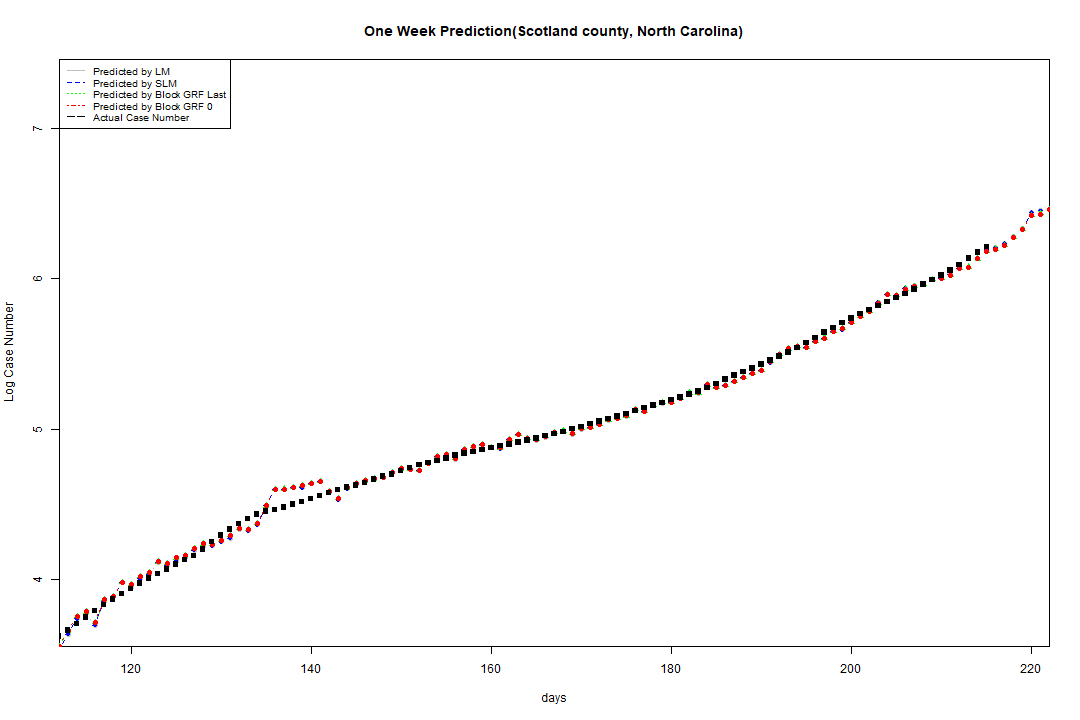 One Week Prediction(Scotland county, North Carolina)
Predicted by LM
Predicted by SLM
Predicted by Block GRF Last
Predicted by Block GRF 0
Actual Case Number
7
6
5
4
Log Case Number
120 140 160 180 200 220
days